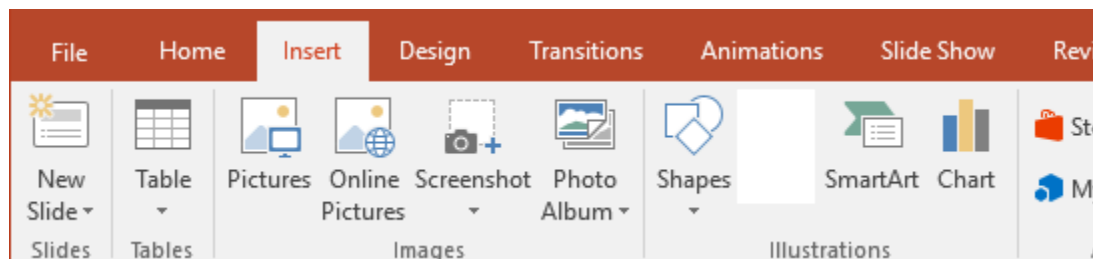 File Home Insert Design Transitions Animations Slide Show
New Table Pictures Online Screenshot Photo Shapes SmartArt Chart
Slide Pictures Album
Slides Tables Images Illustrations